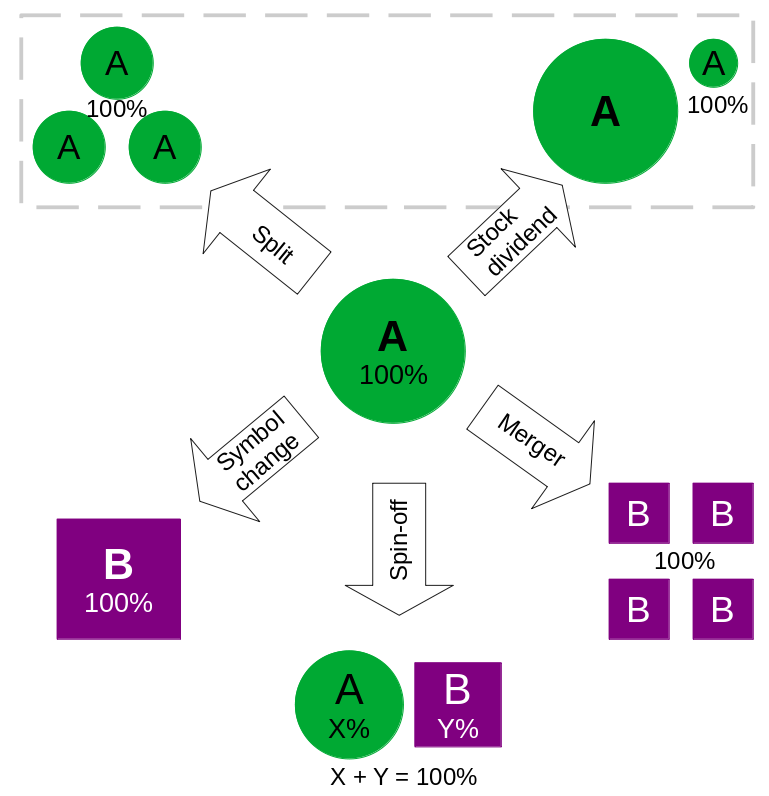 A
100%
A
A
A
A
100%
Split
Stock
dividend
A
100%
Symbol
change
Spin-off
Merger
B
100%
B
B
100%
B
B
A
X%
B
Y%
X + Y = 100%